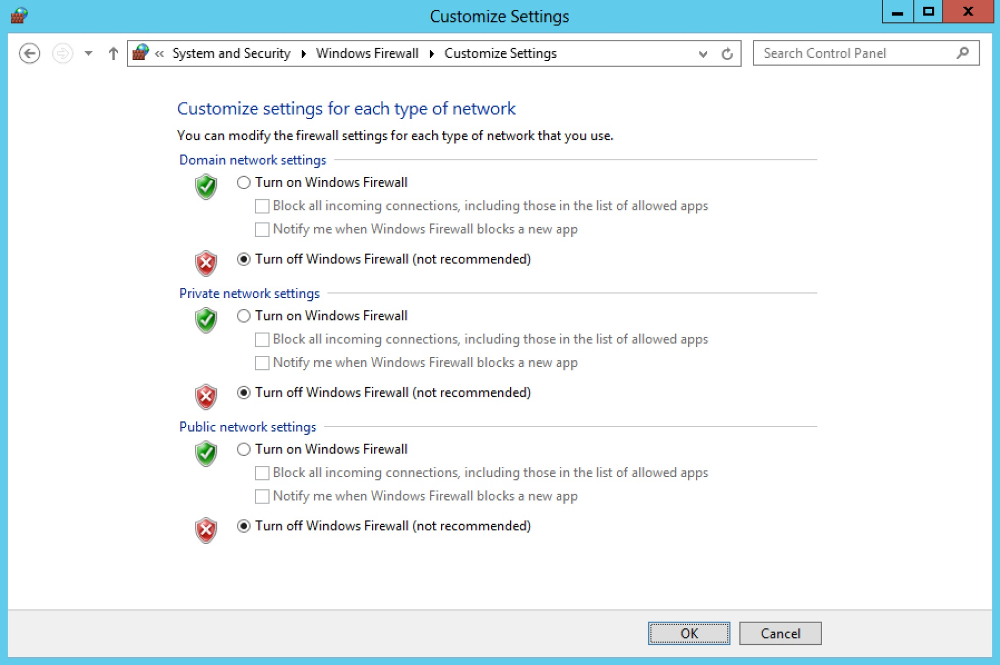 Customize Settings
« System and Security Windows Firewall Customize Settings
Search Control Panel
Customize settings for each type of network
You can modify the firewall settings for each type of network that you use.
Domain network settings
Turn on Windows Firewall
Block all incoming connections, including those in the list of allowed apps
Notify me when Windows Firewall blocks a new app
Turn off Windows Firewall (not recommended)
Private network settings
Turn on Windows Firewall
Block all incoming connections, including those in the list of allowed apps
Notify me when Windows Firewall blocks a new app
Turn off Windows Firewall (not recommended)
Public network settings
Turn on Windows Firewall
Block all incoming connections, including those in the list of allowed apps
Notify me when Windows Firewall blocks a new app
Turn off Windows Firewall (not recommended)
OK
Cancel